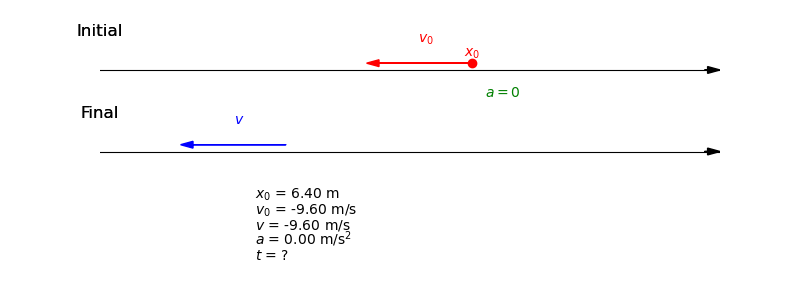 Initial
v₀
x₀
a = 0
Final
v
x₀ = 6.40 m
v₀ = -9.60 m/s
v = -9.60 m/s
a = 0.00 m/s²
t = ?